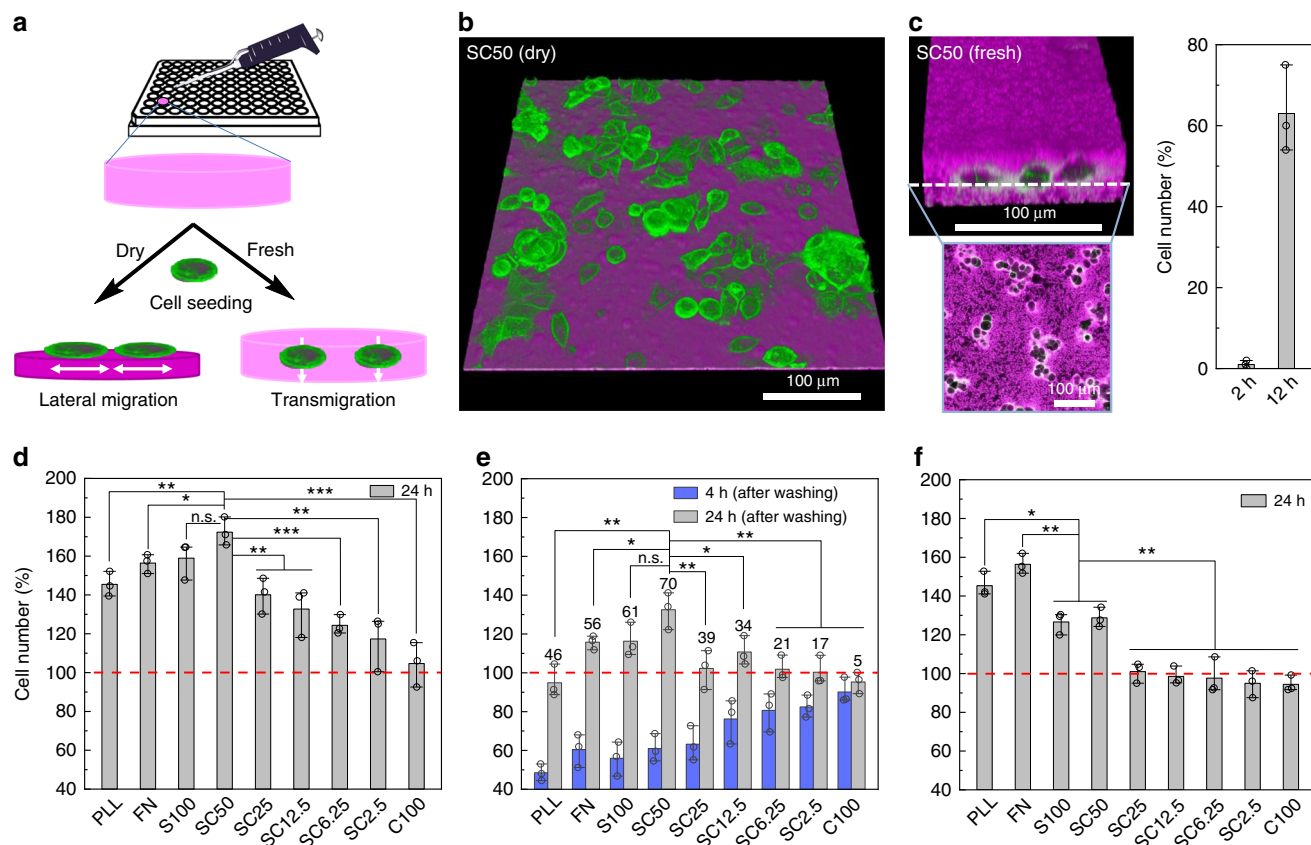 a
Dry
Fresh
Cell seeding
Lateral migration
Transmigration
b
SC50 (dry)
100 μm
c
SC50 (fresh)
100 μm
100 μm
Cell number (%)
80
60
40
20
0
2 h
12 h
d
Cell number (%)
200
180
160
140
120
100
80
60
40
24 h
**
***
*
**
n.s.
***
**
PLL
FN
S100
SC50
SC25
SC12.5
SC6.25
SC2.5
C100
e
200
180
160
140
120
100
80
60
40
4 h (after washing)
24 h (after washing)
**
**
*
*
n.s.
**
46
56
61
70
39
34
21
17
5
PLL
FN
S100
SC50
SC25
SC12.5
SC6.25
SC2.5
C100
f
200
180
160
140
120
100
80
60
40
24 h
*
**
**
PLL
FN
S100
SC50
SC25
SC12.5
SC6.25
SC2.5
C100